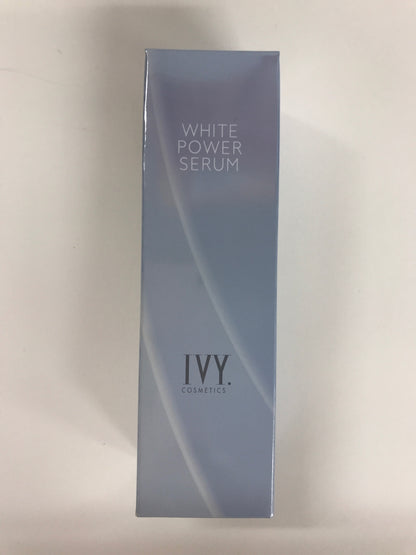 WHITE
POWER
SERUM
IVY.
COSMETICS